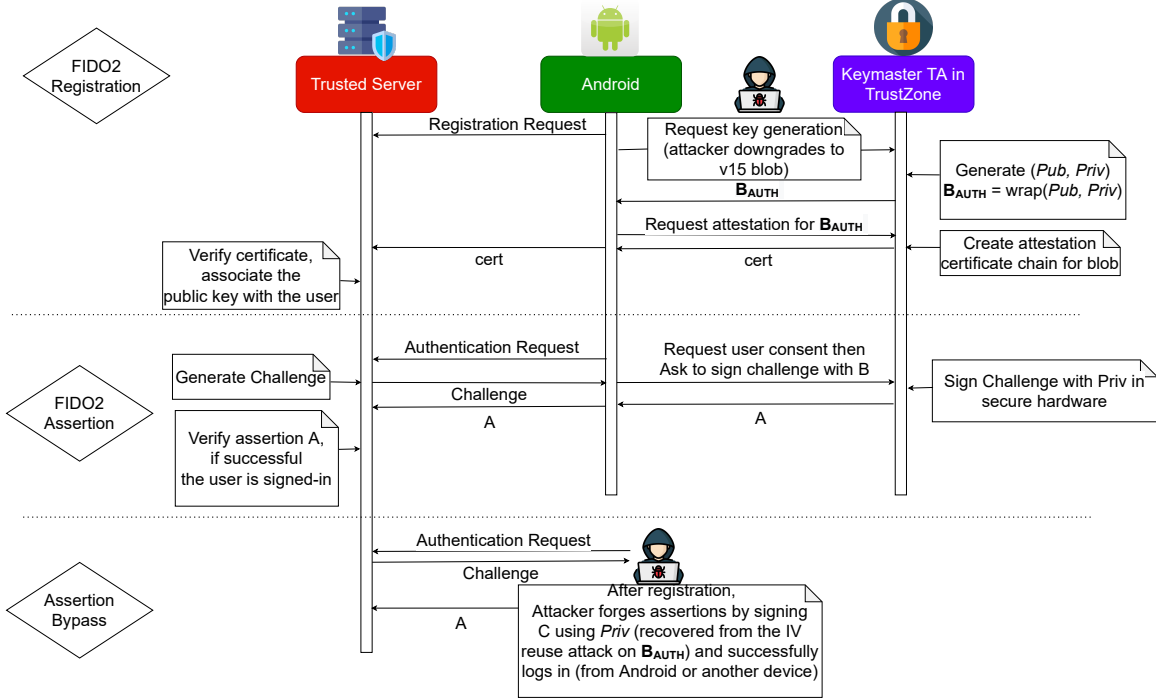 FIDO2
Registration
Trusted Server
Android
Keymaster TA in
TrustZone
Registration Request
Request key generation
(attacker downgrades to
v15 blob)
Generate (Pub, Priv)
B_AUTH = wrap(Pub, Priv)
B_AUTH
Request attestation for B_AUTH
Create attestation
certificate chain for blob
cert
cert
Verify certificate,
associate the
public key with the user
FIDO2
Assertion
Authentication Request
Request user consent then
Ask to sign challenge with B
Generate Challenge
Challenge
Sign Challenge with Priv in
secure hardware
A
A
Verify assertion A,
if successful
the user is signed-in
Assertion
Bypass
Authentication Request
Challenge
A
After registration,
Attacker forges assertions by signing
C using Priv (recovered from the IV
reuse attack on B_AUTH) and successfully
logs in (from Android or another device)